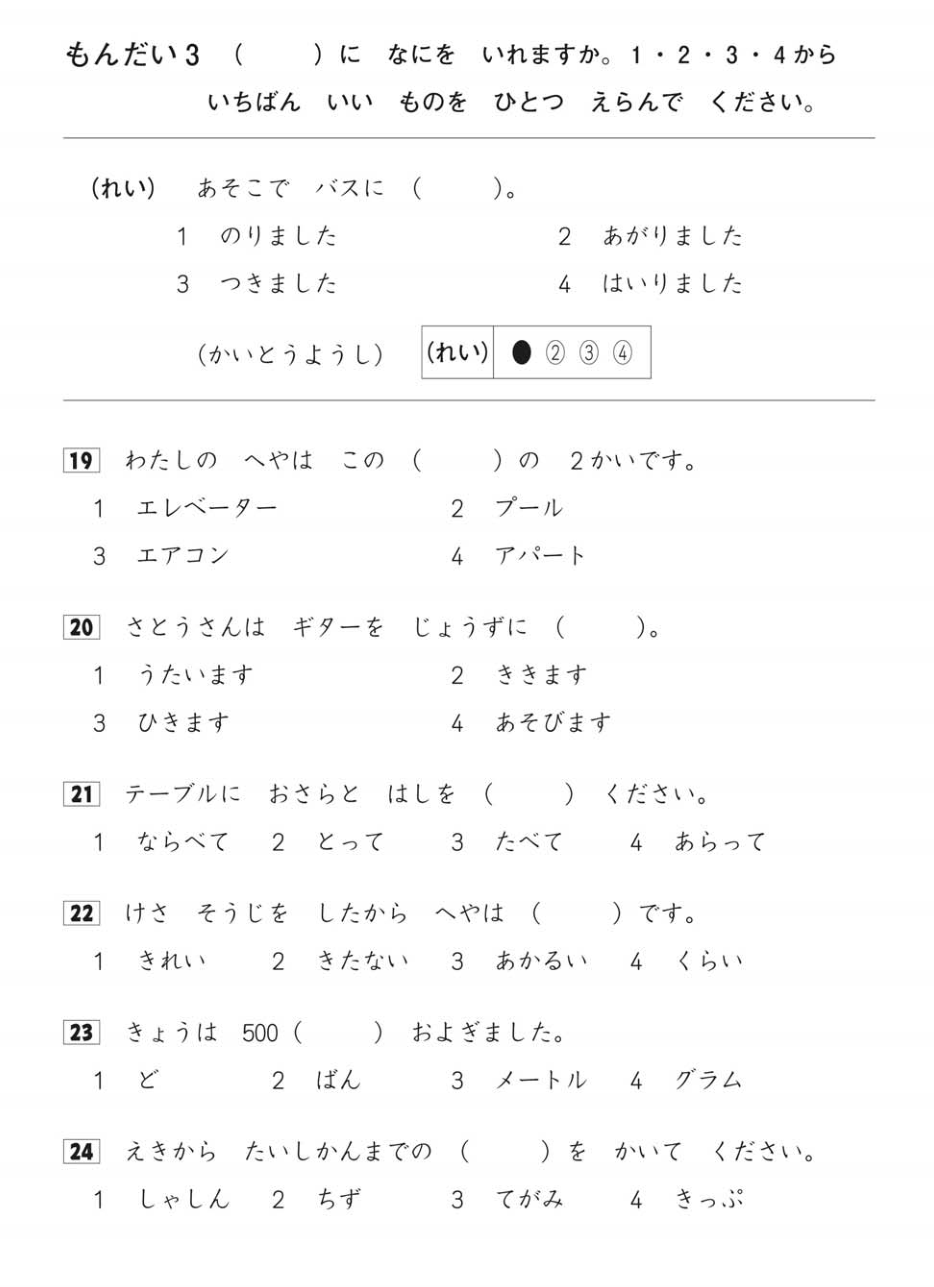 もんだい3　(　　)に　なにを　いれますか。1・2・3・4から
いちばん　いい　ものを　ひとつ　えらんで　ください。
(れい)　あそこで　バスに　(　　)。
1　のりました　2　あがりました
3　つきました　4　はいりました
(かいとうようし)　(れい)　●　②　③　④
19　わたしの　へやは　この　(　　)の　2かいです。
1　エレベーター　2　プール
3　エアコン　4　アパート
20　さとうさんは　ギターを　じょうずに　(　　)。
1　うたいます　2　ききます
3　ひきます　4　あそびます
21　テーブルに　おさらと　はしを　(　　)　ください。
1　ならべて　2　とって　3　たべて　4　あらって
22　けさ　そうじを　したから　へやは　(　　)です。
1　きれい　2　きたない　3　あかるい　4　くらい
23　きょうは　500(　　)　およぎました。
1　ど　2　ばん　3　メートル　4　グラム
24　えきから　たいしかんまでの　(　　)を　かいて　ください。
1　しゃしん　2　ちず　3　てがみ　4　きっぷ